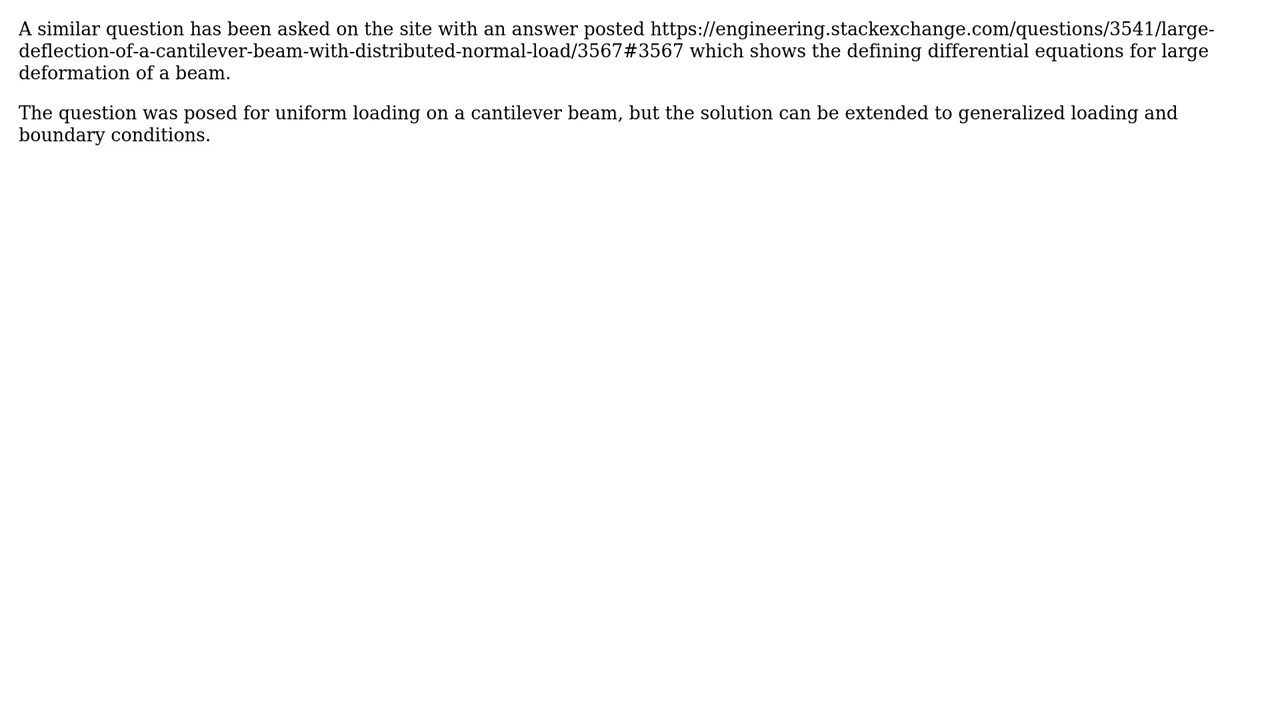 A similar question has been asked on the site with an answer posted https://engineering.stackexchange.com/questions/3541/large-
deflection-of-a-cantilever-beam-with-distributed-normal-load/3567#3567 which shows the defining differential equations for large
deformation of a beam.
The question was posed for uniform loading on a cantilever beam, but the solution can be extended to generalized loading and
boundary conditions.